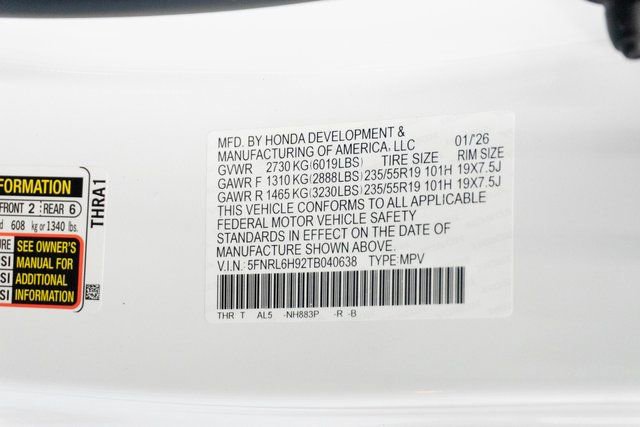 FORMATION
FRONT 2 : REAR 6
d 608 kg or 1340 lbs.
URE SEE OWNER'S
SI MANUAL FOR
SI ADDITIONAL
SI INFORMATION
THRA1
MFD. BY HONDA DEVELOPMENT &
MANUFACTURING OF AMERICA, LLC 01/'26
GVWR 2730 KG(6019LBS) TIRE SIZE RIM SIZE
GAWR F 1310 KG(2888LBS) 235/55R19 101H 19X7.5J
GAWR R 1465 KG(3230LBS) 235/55R19 101H 19X7.5J
THIS VEHICLE CONFORMS TO ALL APPLICABLE
FEDERAL MOTOR VEHICLE SAFETY
STANDARDS IN EFFECT ON THE DATE OF
MANUFACTURE SHOWN ABOVE.
V.I.N.: 5FNRL6H92TB040638 TYPE: MPV
THR T AL5 -NH883P -R -B